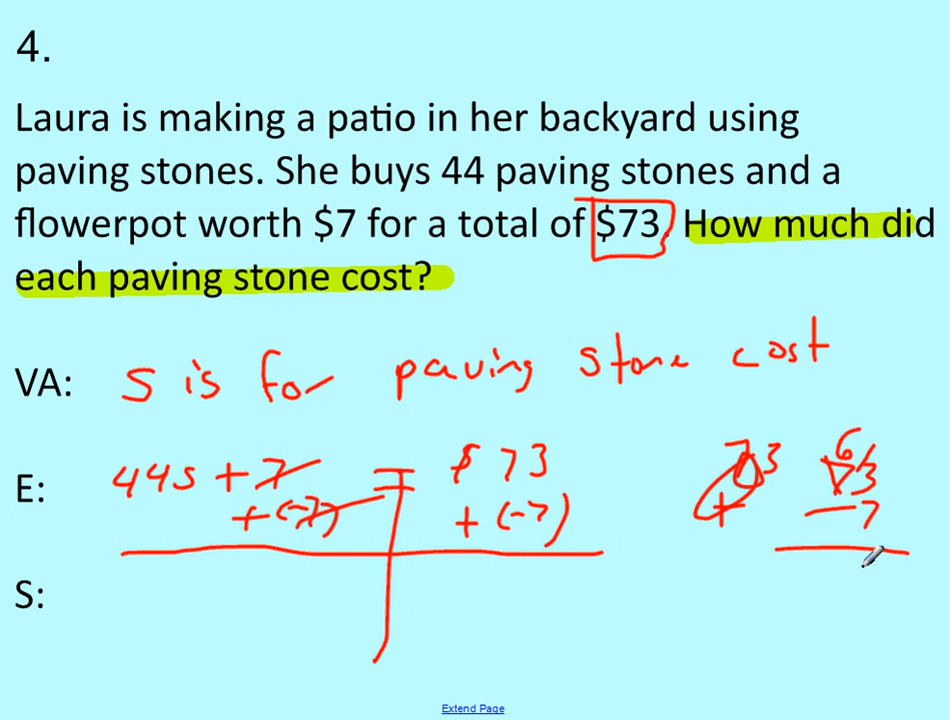 4.
Laura is making a patio in her backyard using
paving stones. She buys 44 paving stones and a
flowerpot worth $7 for a total of $73. How much did
each paving stone cost?
VA: s is for paving stone cost
E: 44s + 7 = $73
+(-7) +(-7)
73
-7
S:
Extend Page